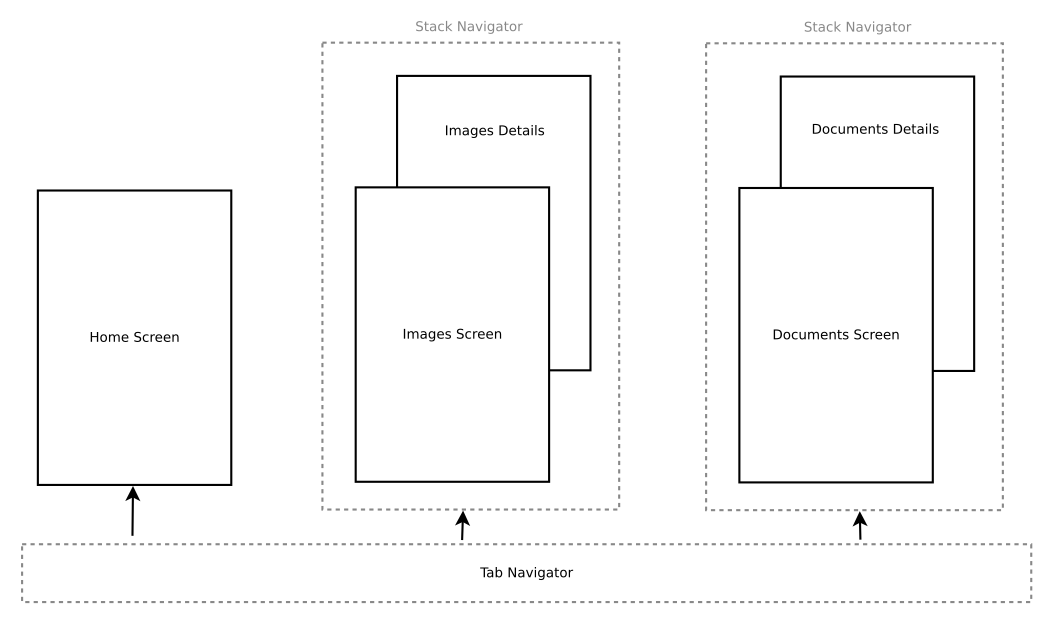 Stack Navigator
Stack Navigator
Images Details
Documents Details
Home Screen
Images Screen
Documents Screen
Tab Navigator